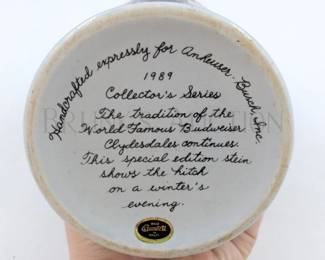 Handcrafted expressly for Anheuser-Busch, Inc.
1989
Collector's Series
The tradition of the
World Famous Budweiser
Clydesdales continues.
This special edition stein
shows the hitch
on a winter's
evening.